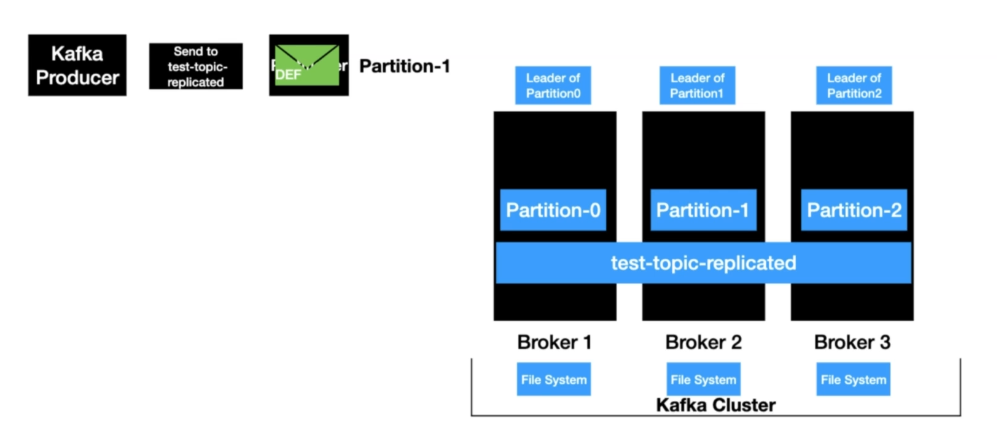 Kafka
Producer
Send to
test-topic-
replicated
DEF
Partition-1
Leader of
Partition0
Leader of
Partition1
Leader of
Partition2
Partition-0
Partition-1
Partition-2
test-topic-replicated
Broker 1
Broker 2
Broker 3
File System
File System
File System
Kafka Cluster